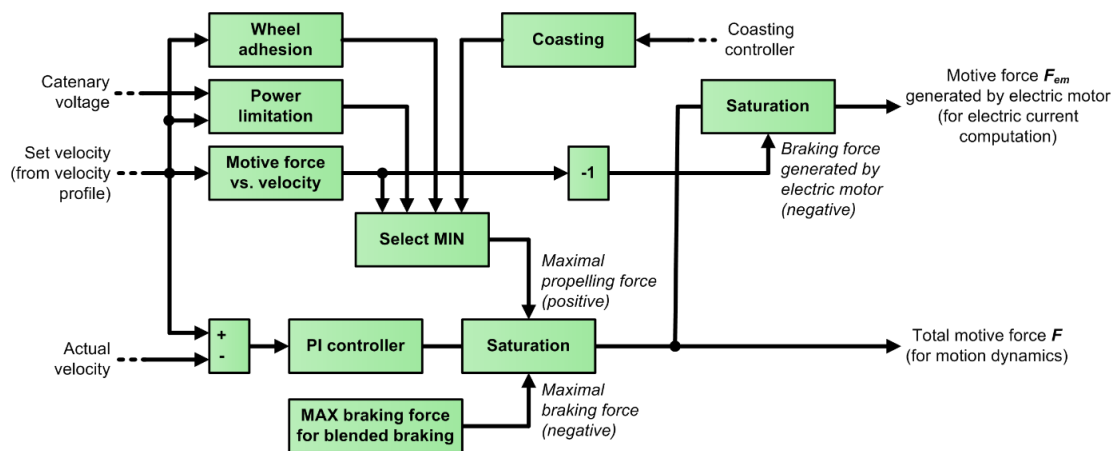 Wheel
adhesion
Coasting
Coasting
controller
Catenary
voltage
Power
limitation
Saturation
Motive force Fem
generated by electric motor
(for electric current
computation)
Set velocity
(from velocity
profile)
Motive force
vs. velocity
-1
Braking force
generated by
electric motor
(negative)
Select MIN
Maximal
propelling force
(positive)
+
-
Actual
velocity
PI controller
Saturation
Total motive force F
(for motion dynamics)
MAX braking force
for blended braking
Maximal
braking force
(negative)